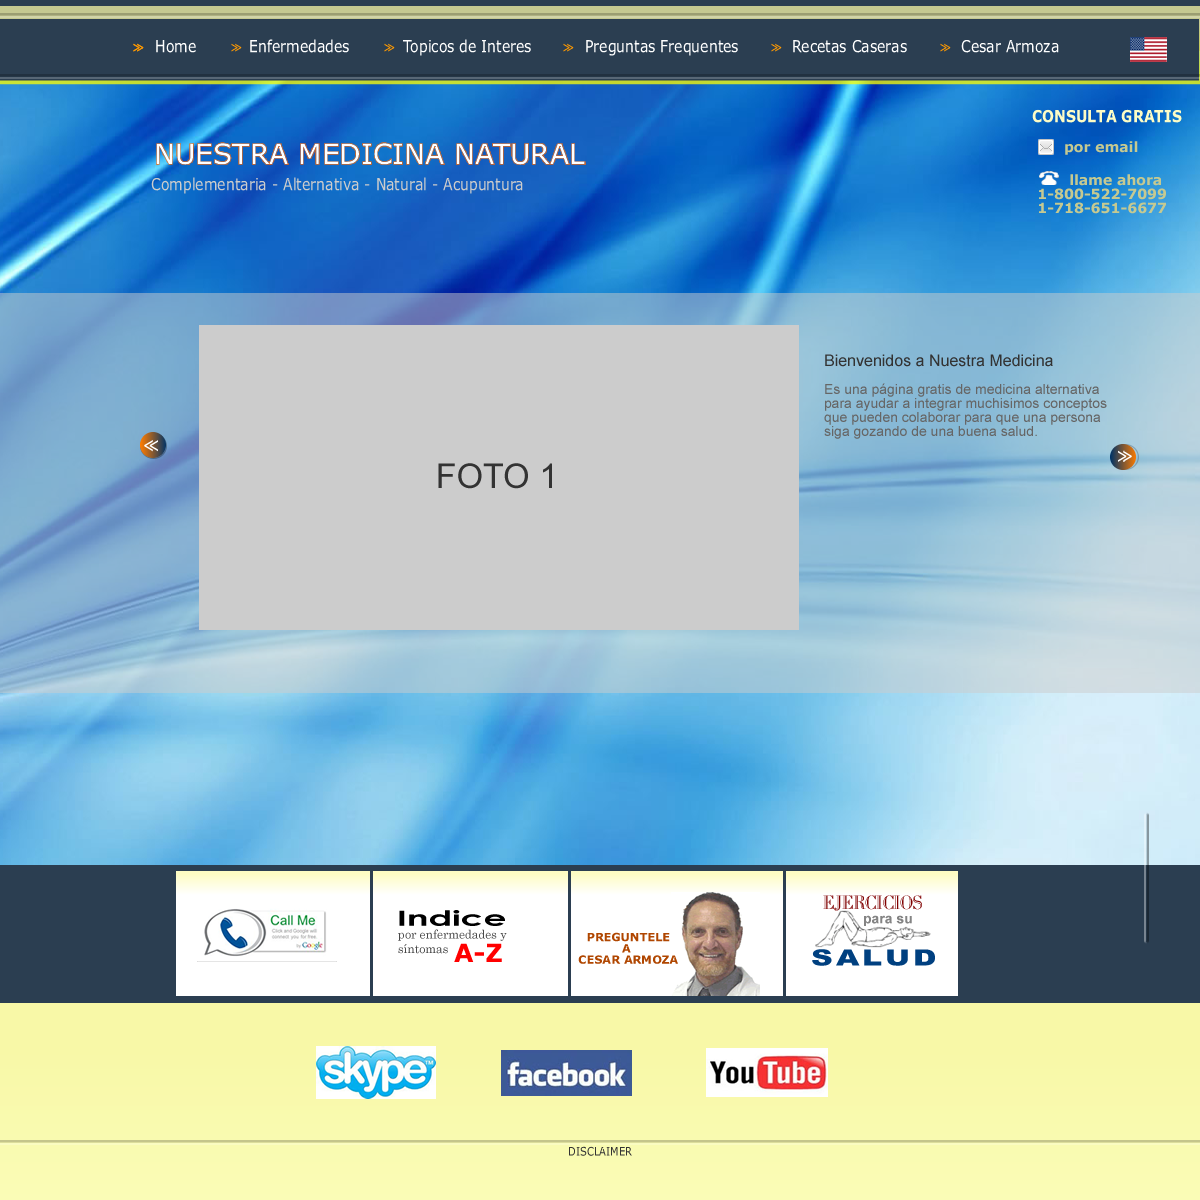 Home
Enfermedades
Topicos de Interes
Preguntas Frequentes
Recetas Caseras
Cesar Armoza
CONSULTA GRATIS
por email
llame ahora
1-800-522-7099
1-718-651-6677
NUESTRA MEDICINA NATURAL
Complementaria - Alternativa - Natural - Acupuntura
FOTO 1
Bienvenidos a Nuestra Medicina
Es una página gratis de medicina alternativa
para ayudar a integrar muchisimos conceptos
que pueden colaborar para que una persona
siga gozando de una buena salud.
Call Me
Click and Google will
connect you for free.
by Google
Indice
por enfermedades y
síntomas A-Z
PREGUNTELE
A
CESAR ARMOZA
EJERCICIOS
para su
SALUD
skype™
facebook
YouTube
DISCLAIMER